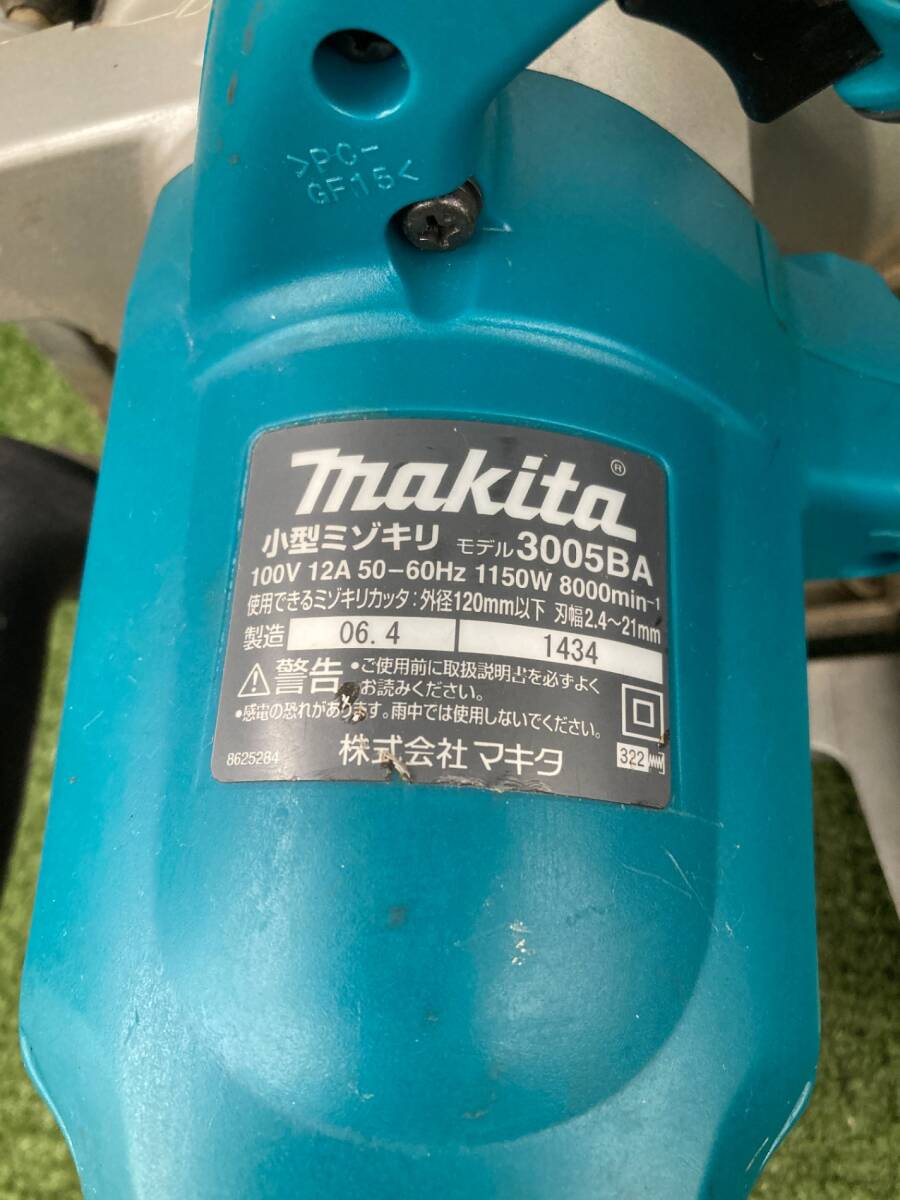 >PC-
GF15<
makita®
小型ミゾキリ モデル3005BA
100V 12A 50-60Hz 1150W 8000min⁻¹
使用できるミゾキリカッタ:外径120mm以下 刃幅2.4~21mm
製造 06.4 1434
⚠警告 •ご使用前に取扱説明書を必ずよく
お読みください。
•感電の恐れがあります。雨中では使用しないでください。
8625284 株式会社 マキタ 322